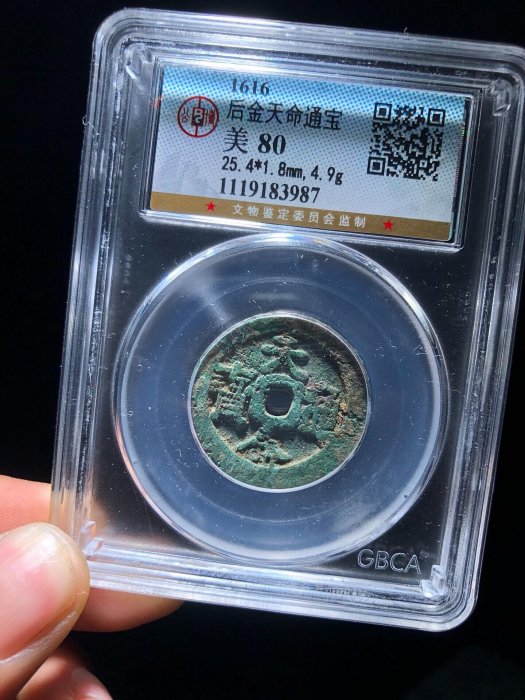 1616
后金天命通宝
美 80
25.4*1.8mm,4.9g
1119183987
文物鉴定委员会监制
GBCA